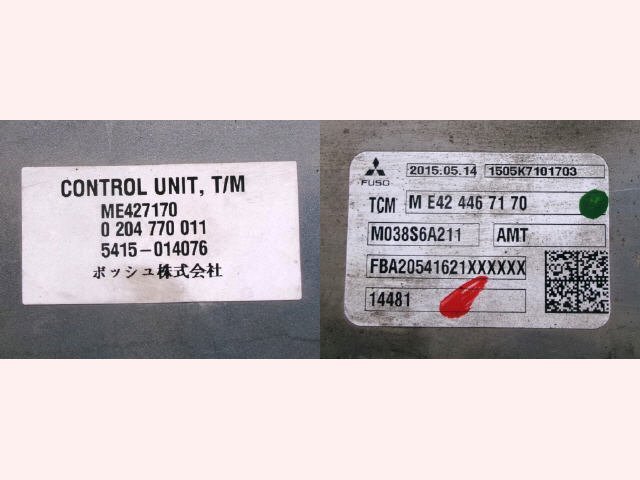 CONTROL UNIT, T/M
ME427170
0 204 770 011
5415-014076
ボッシュ株式会社
FUSO 2015.05.14 1505K7101703
TCM M E42 446 71 70
M038S6A211 AMT
FBA20541621XXXXXX
14481